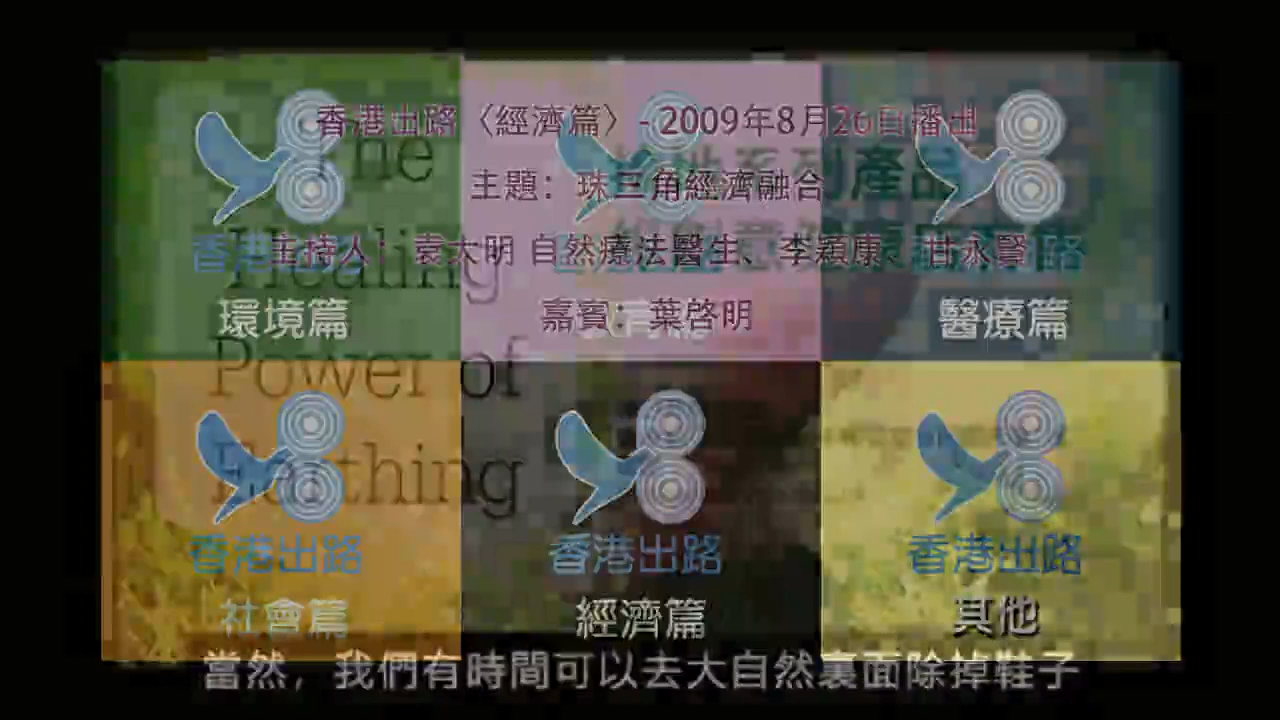 香港出路〈經濟篇〉- 2009年8月26日播出
The
系列產品
主題：珠三角經濟融合
香港出路
主持人：袁大明 自然療法醫生、李穎康、甘永賢
Healing
環境篇
嘉賓：葉啓明
醫療篇
Power of
Earthing
香港出路
香港出路
香港出路
社會篇
經濟篇
其他
當然，我們有時間可以去大自然裏面除掉鞋子